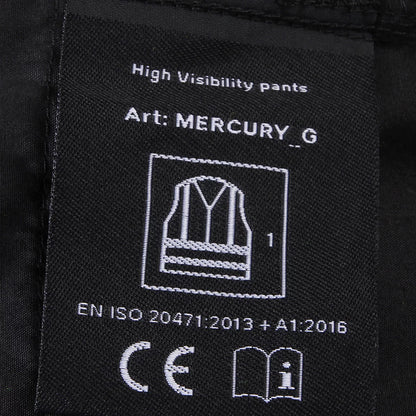 High Visibility pants
Art: MERCURY_G
1
EN ISO 20471:2013 + A1:2016
CE
i